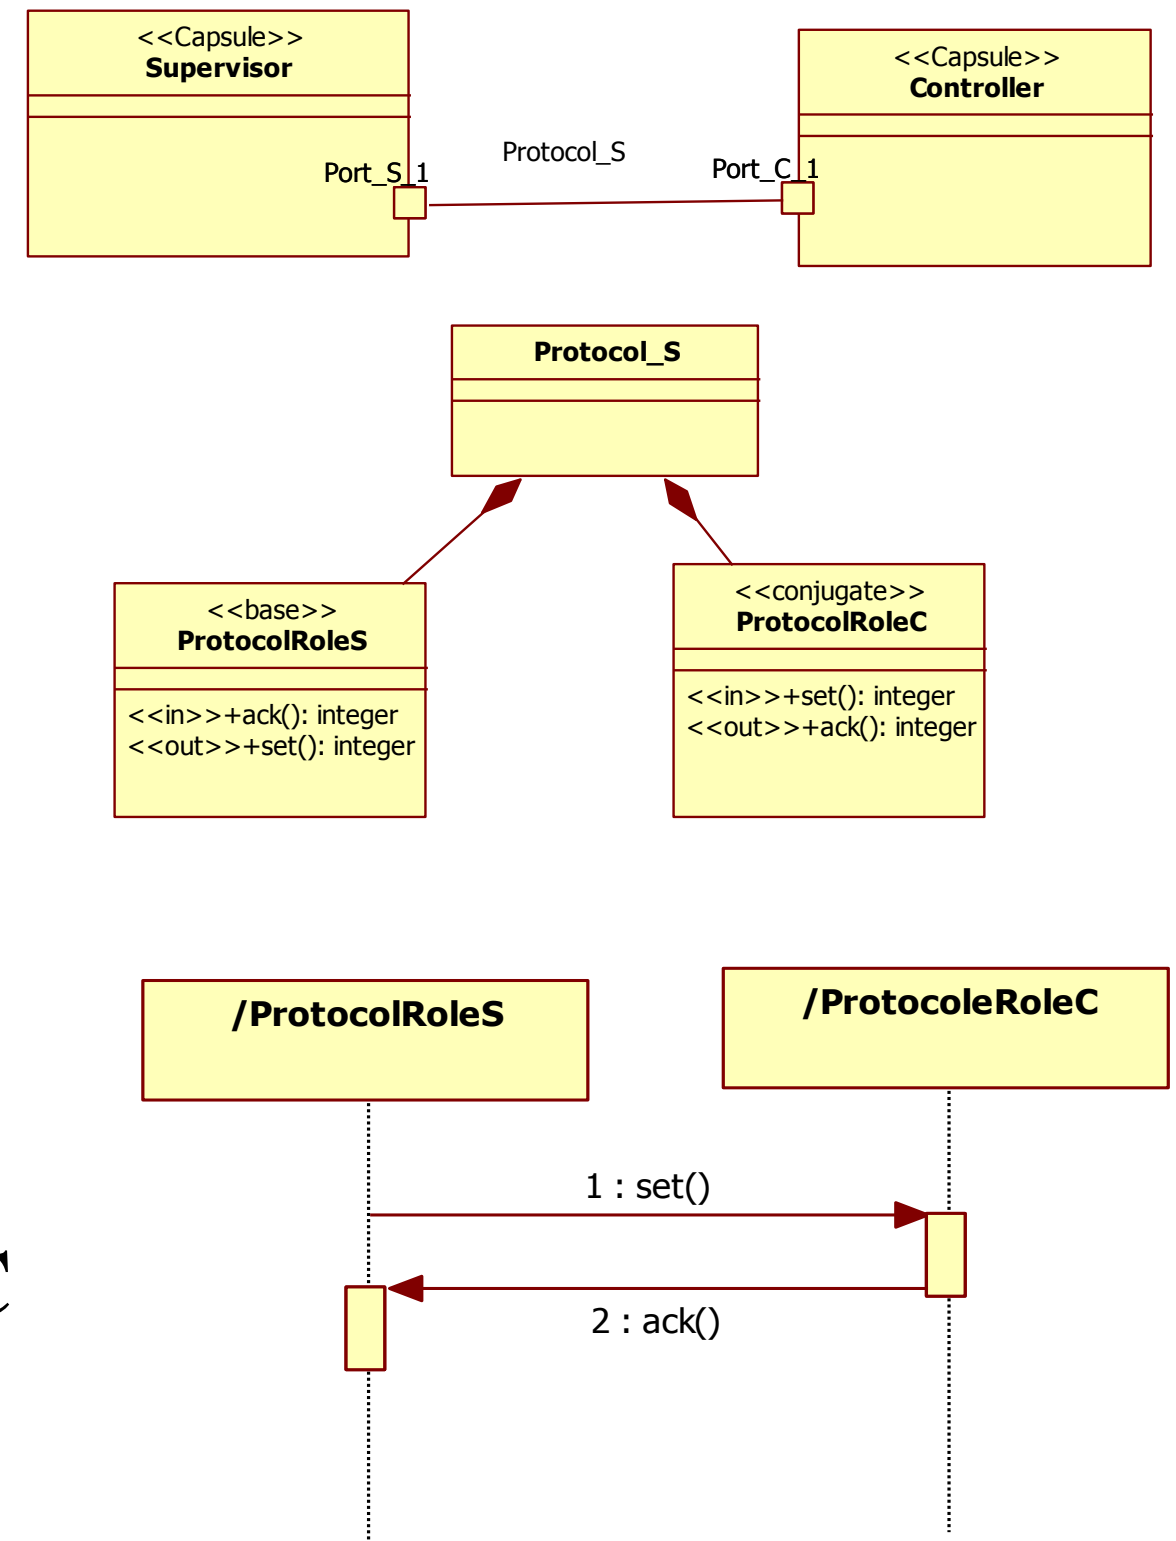 <<Capsule>>
Supervisor
<<Capsule>>
Controller
Port_S_1
Protocol_S
Port_C_1
Protocol_S
<<base>>
ProtocolRoleS
<<in>>+ack(): integer
<<out>>+set(): integer
<<conjugate>>
ProtocolRoleC
<<in>>+set(): integer
<<out>>+ack(): integer
/ProtocolRoleS
/ProtocoleRoleC
1 : set()
2 : ack()